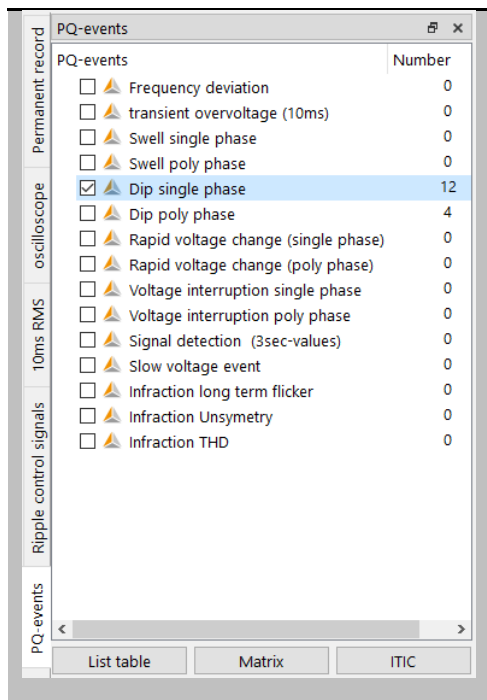 PQ-events
PQ-events Number
Frequency deviation 0
transient overvoltage (10ms) 0
Swell single phase 0
Swell poly phase 0
Dip single phase 12
Dip poly phase 4
Rapid voltage change (single phase) 0
Rapid voltage change (poly phase) 0
Voltage interruption single phase 0
Voltage interruption poly phase 0
Signal detection (3sec-values) 0
Slow voltage event 0
Infraction long term flicker 0
Infraction Unsymetry 0
Infraction THD 0
Permanent record
oscilloscope
10ms RMS
Ripple control signals
PQ-events
List table Matrix ITIC